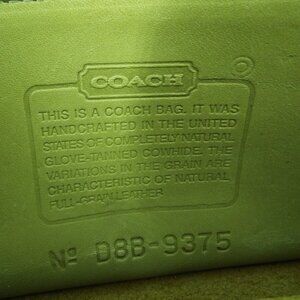 COACH
®
THIS IS A COACH BAG. IT WAS
HANDCRAFTED IN THE UNITED
STATES OF COMPLETELY NATURAL
GLOVE-TANNED COWHIDE. THE
VARIATIONS IN THE GRAIN ARE
CHARACTERISTIC OF NATURAL
FULL-GRAIN LEATHER.
Nº D8B-9375